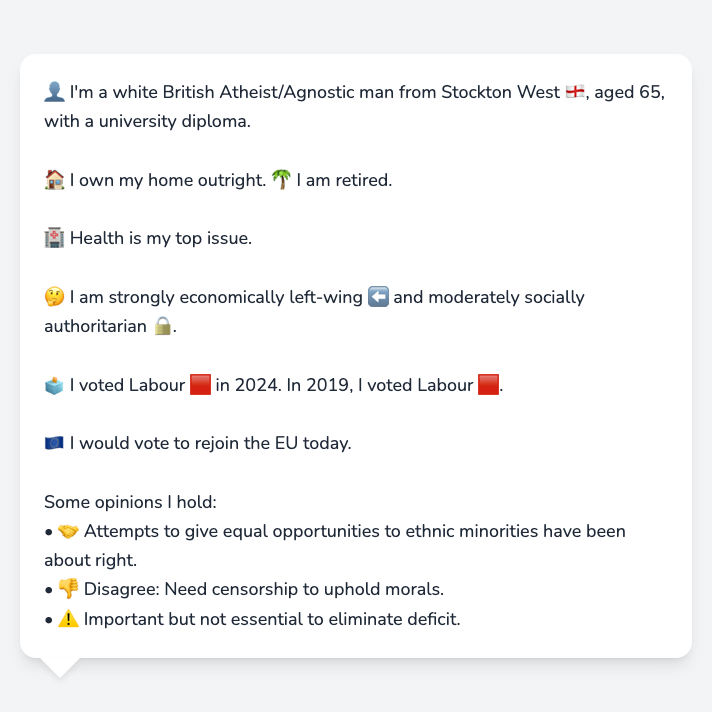 👤 I'm a white British Atheist/Agnostic man from Stockton West 🏴󠁧󠁢󠁥󠁮󠁧󠁿, aged 65,
with a university diploma.
🏠 I own my home outright. 🌴 I am retired.
🏥 Health is my top issue.
🤔 I am strongly economically left-wing ⬅️ and moderately socially
authoritarian 🔒.
🗳️ I voted Labour 🟥 in 2024. In 2019, I voted Labour 🟥.
🇪🇺 I would vote to rejoin the EU today.
Some opinions I hold:
• 🤝 Attempts to give equal opportunities to ethnic minorities have been
about right.
• 👎 Disagree: Need censorship to uphold morals.
• ⚠️ Important but not essential to eliminate deficit.